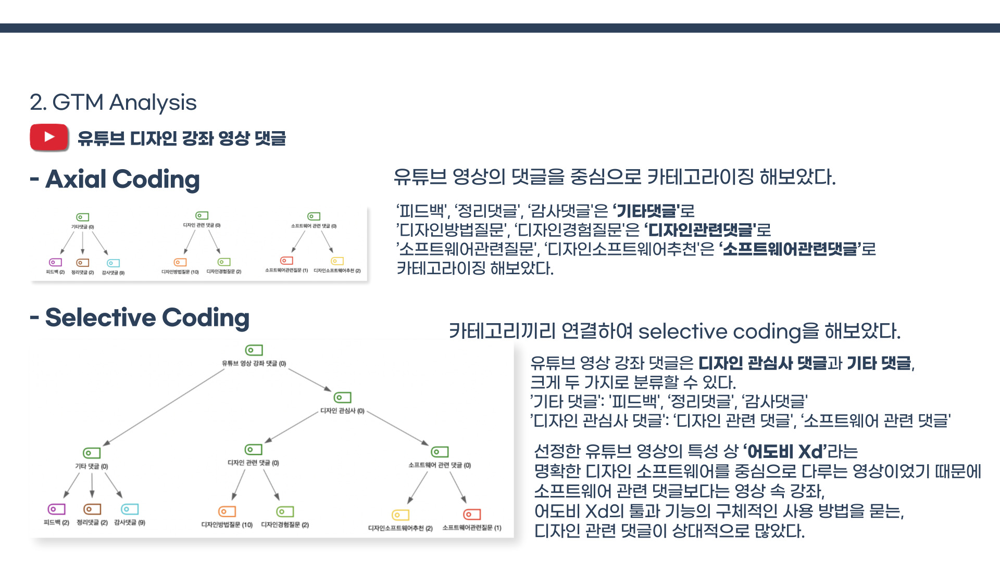 2. GTM Analysis
유튜브 디자인 강좌 영상 댓글
- Axial Coding
기타댓글 (0)
디자인 관련 댓글 (0)
소프트웨어 관련 댓글 (0)
피드백 (2)
정리댓글 (2)
감사댓글 (9)
디자인방법질문 (10)
디자인경험질문 (2)
소프트웨어관련질문 (1)
디자인소프트웨어추천 (2)
유튜브 영상의 댓글을 중심으로 카테고라이징 해보았다.
‘피드백', ‘정리댓글', ‘감사댓글'은 ‘기타댓글'로
’디자인방법질문', ‘디자인경험질문'은 ‘디자인관련댓글'로
’소프트웨어관련질문', ‘디자인소프트웨어추천'은 ‘소프트웨어관련댓글’로
카테고라이징 해보았다.
- Selective Coding
유튜브 영상 강좌 댓글 (0)
디자인 관심사 (0)
기타 댓글 (0)
디자인 관련 댓글 (0)
소프트웨어 관련 댓글 (0)
피드백 (2)
정리댓글 (2)
감사댓글 (9)
디자인방법질문 (10)
디자인경험질문 (2)
디자인소프트웨어추천 (2)
소프트웨어관련질문 (1)
카테고리끼리 연결하여 selective coding을 해보았다.
유튜브 영상 강좌 댓글은 디자인 관심사 댓글과 기타 댓글,
크게 두 가지로 분류할 수 있다.
’기타 댓글': '피드백', ‘정리댓글', ‘감사댓글'
’디자인 관심사 댓글': ‘디자인 관련 댓글', ‘소프트웨어 관련 댓글'
선정한 유튜브 영상의 특성 상 ‘어도비 Xd’라는
명확한 디자인 소프트웨어를 중심으로 다루는 영상이었기 때문에
소프트웨어 관련 댓글보다는 영상 속 강좌,
어도비 Xd의 툴과 기능의 구체적인 사용 방법을 묻는,
디자인 관련 댓글이 상대적으로 많았다.